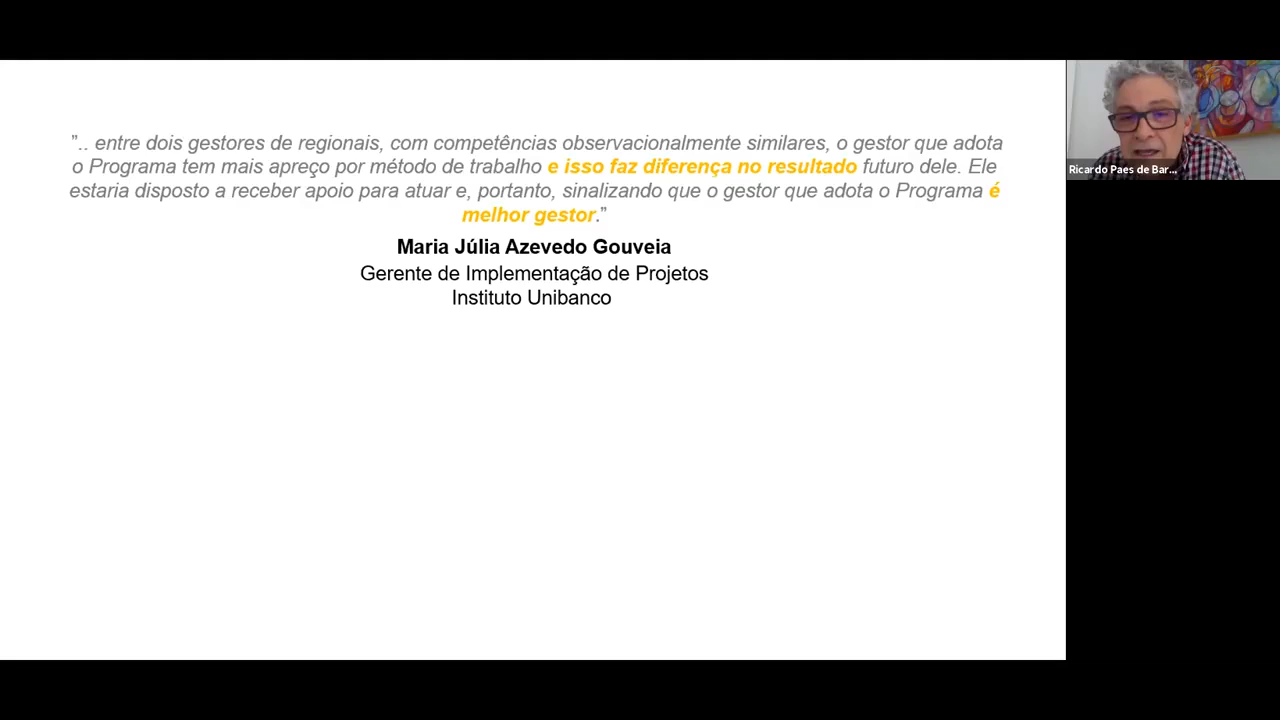 ".. entre dois gestores de regionais, com competências observacionalmente similares, o gestor que adota
o Programa tem mais apreço por método de trabalho e isso faz diferença no resultado futuro dele. Ele
estaria disposto a receber apoio para atuar e, portanto, sinalizando que o gestor que adota o Programa é
melhor gestor."
Maria Júlia Azevedo Gouveia
Gerente de Implementação de Projetos
Instituto Unibanco
Ricardo Paes de Bar...